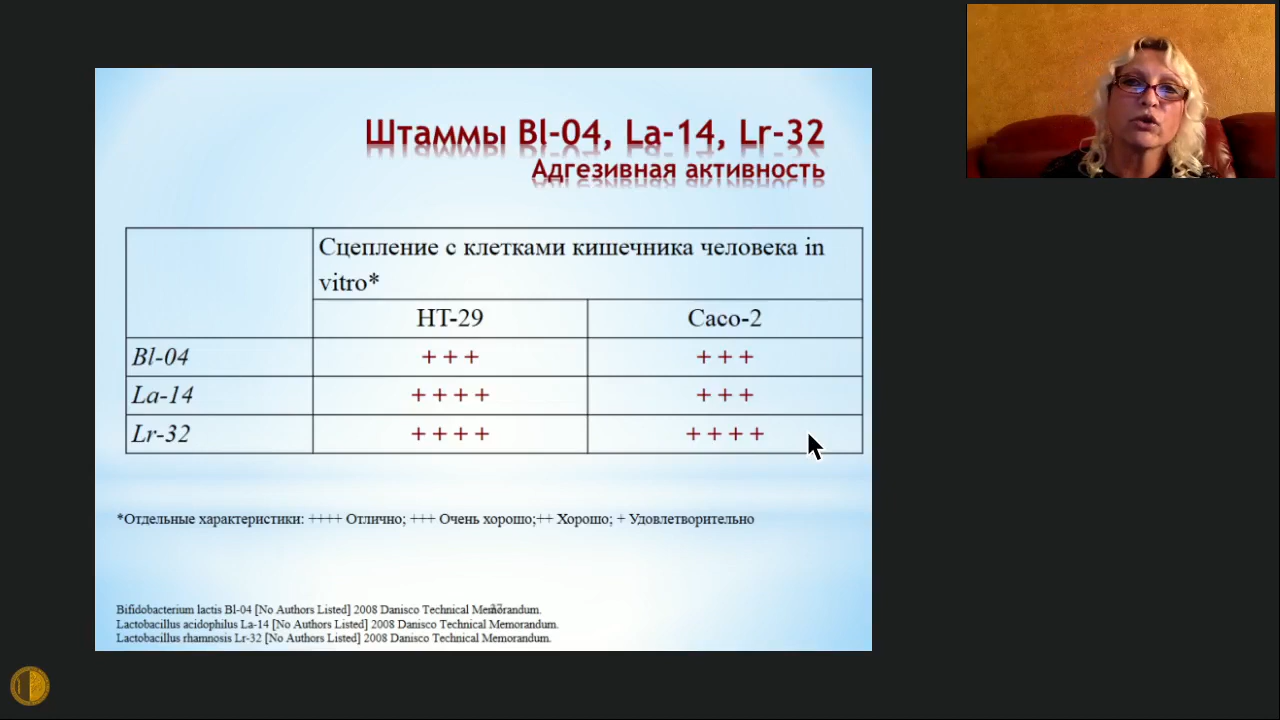 Штаммы Bl-04, La-14, Lr-32
Адгезивная активность
Сцепление с клетками кишечника человека in
vitro*
HT-29 Caco-2
Bl-04 +++ +++
La-14 ++++ +++
Lr-32 ++++ ++++
*Отдельные характеристики: ++++ Отлично; +++ Очень хорошо;++ Хорошо; + Удовлетворительно
Bifidobacterium lactis Bl-04 [No Authors Listed] 2008 Danisco Technical Memorandum.
Lactobacillus acidophilus La-14 [No Authors Listed] 2008 Danisco Technical Memorandum.
Lactobacillus rhamnosis Lr-32 [No Authors Listed] 2008 Danisco Technical Memorandum.